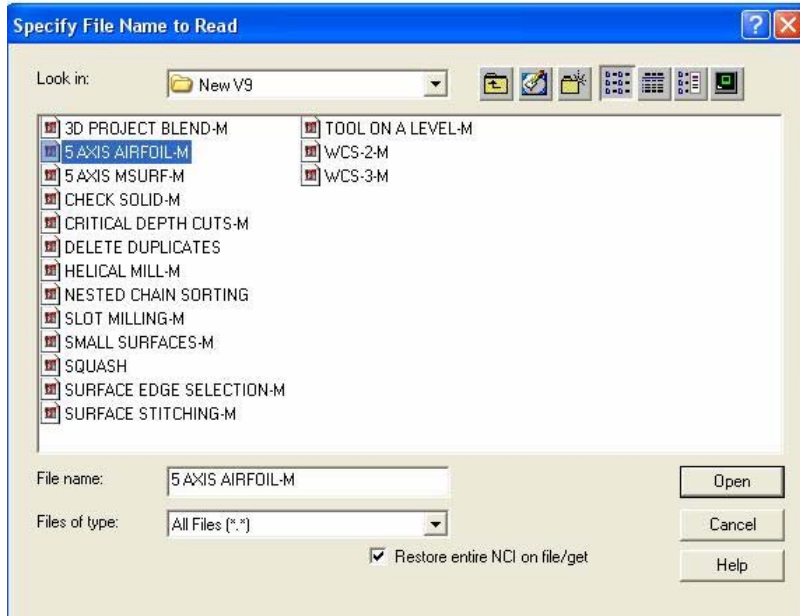 Specify File Name to Read
Look in:
New V9
3D PROJECT BLEND-M
5 AXIS AIRFOIL-M
5 AXIS MSURF-M
CHECK SOLID-M
CRITICAL DEPTH CUTS-M
DELETE DUPLICATES
HELICAL MILL-M
NESTED CHAIN SORTING
SLOT MILLING-M
SMALL SURFACES-M
SQUASH
SURFACE EDGE SELECTION-M
SURFACE STITCHING-M
TOOL ON A LEVEL-M
WCS-2-M
WCS-3-M
File name:
5 AXIS AIRFOIL-M
Open
Files of type:
All Files (*.*)
Cancel
Restore entire NCI on file/get
Help